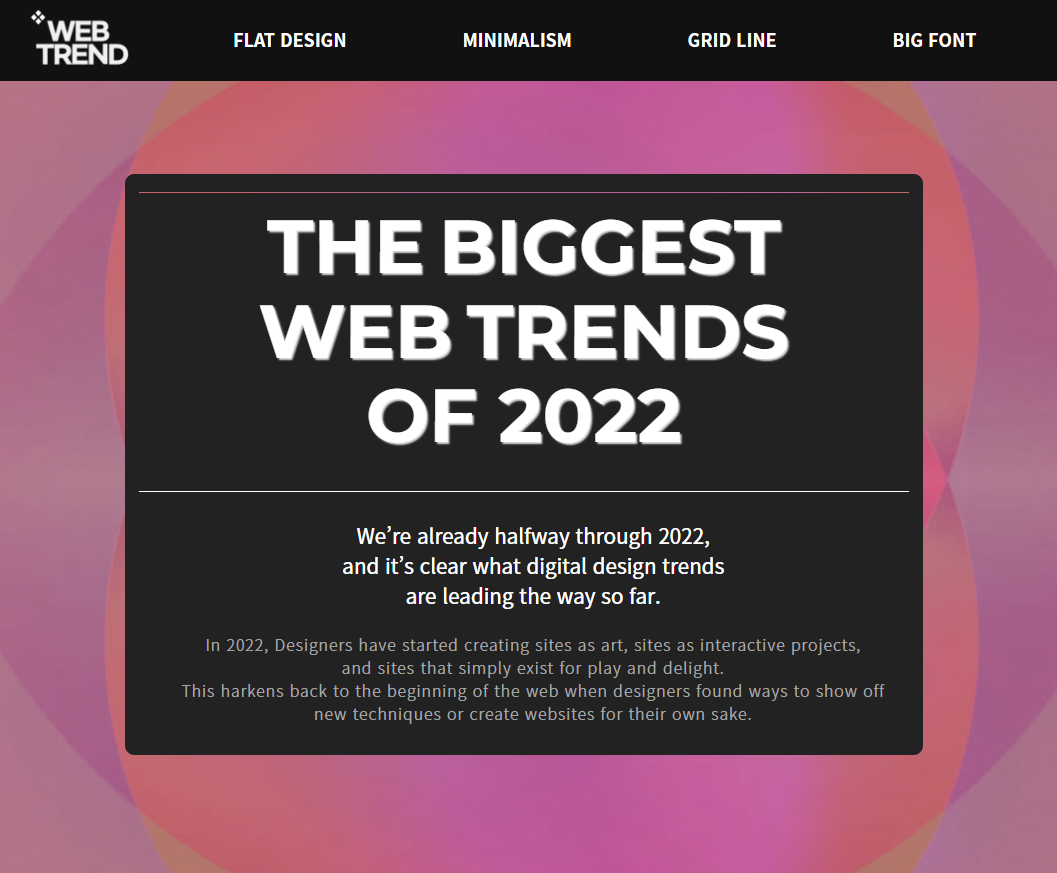 WEB
TREND
FLAT DESIGN
MINIMALISM
GRID LINE
BIG FONT
THE BIGGEST
WEB TRENDS
OF 2022
We’re already halfway through 2022,
and it’s clear what digital design trends
are leading the way so far.
In 2022, Designers have started creating sites as art, sites as interactive projects,
and sites that simply exist for play and delight.
This harkens back to the beginning of the web when designers found ways to show off
new techniques or create websites for their own sake.